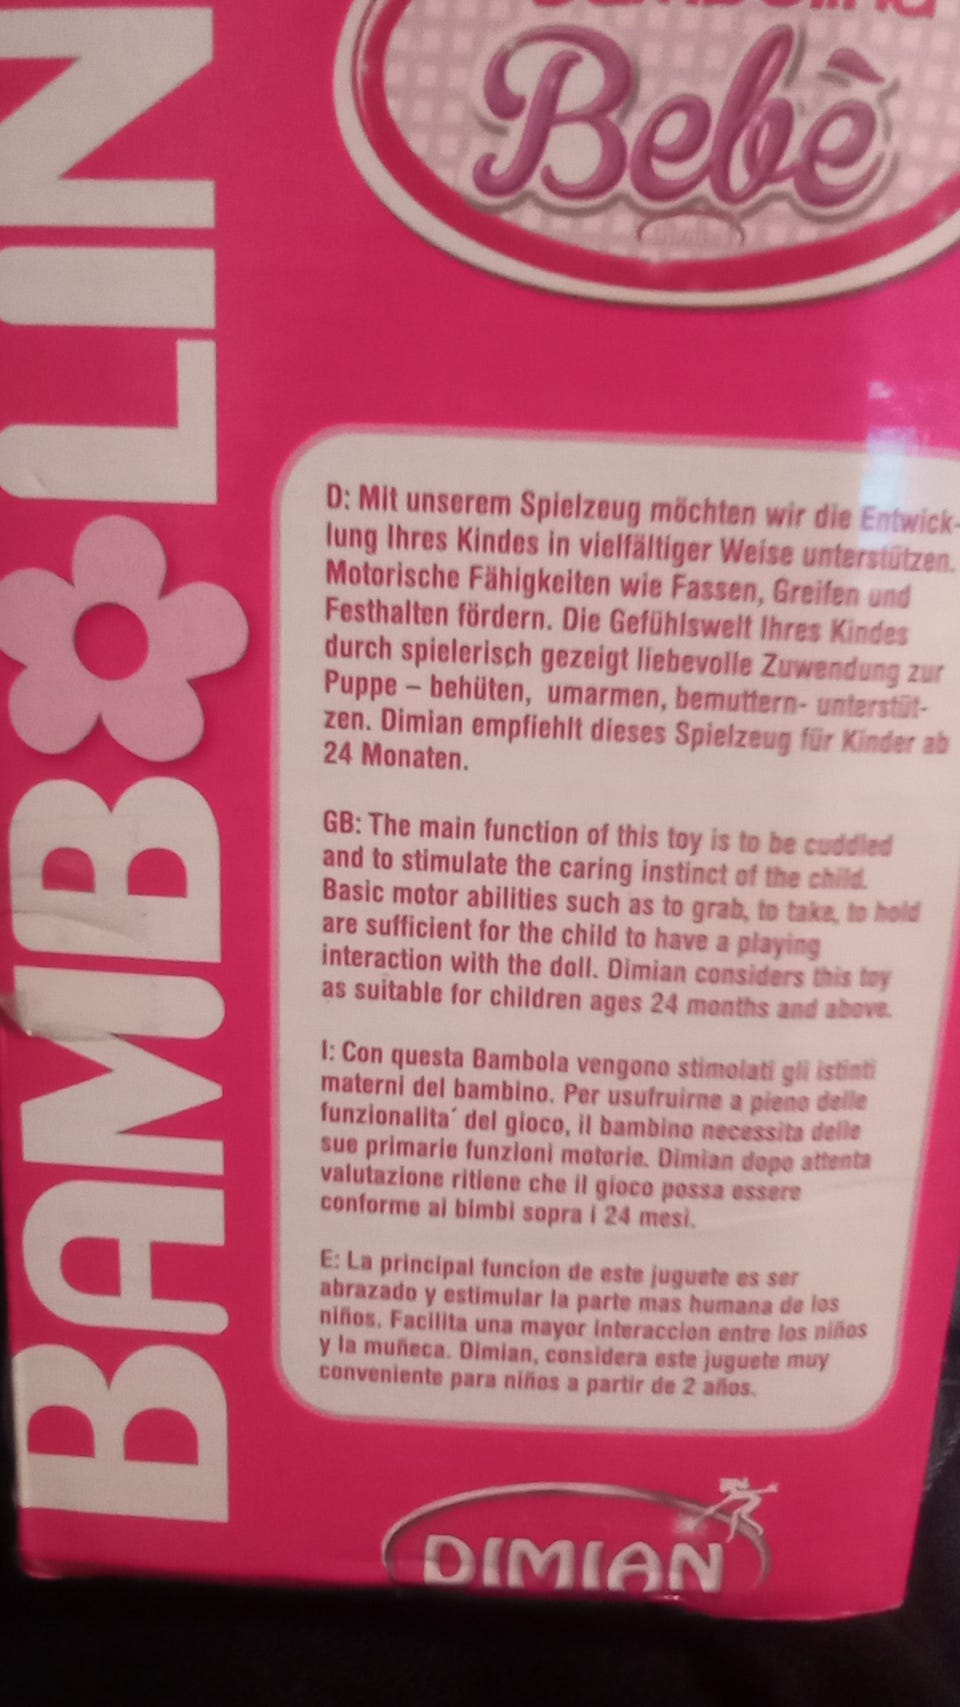 Bebè
BAMBOLIN
D: Mit unserem Spielzeug möchten wir die Entwick-
lung Ihres Kindes in vielfältiger Weise unterstützen.
Motorische Fähigkeiten wie Fassen, Greifen und
Festhalten fördern. Die Gefühlswelt Ihres Kindes
durch spielerisch gezeigt liebevolle Zuwendung zur
Puppe – behüten, umarmen, bemuttern- unterstüt-
zen. Dimian empfiehlt dieses Spielzeug für Kinder ab
24 Monaten.
GB: The main function of this toy is to be cuddled
and to stimulate the caring instinct of the child.
Basic motor abilities such as to grab, to take, to hold
are sufficient for the child to have a playing
interaction with the doll. Dimian considers this toy
as suitable for children ages 24 months and above.
I: Con questa Bambola vengono stimolati gli istinti
materni del bambino. Per usufruirne a pieno delle
funzionalita´ del gioco, il bambino necessita delle
sue primarie funzioni motorie. Dimian dopo attenta
valutazione ritiene che il gioco possa essere
conforme ai bimbi sopra i 24 mesi.
E: La principal funcion de este juguete es ser
abrazado y estimular la parte mas humana de los
niños. Facilita una mayor interaccion entre los niños
y la muñeca. Dimian, considera este juguete muy
conveniente para niños a partir de 2 años.
DIMIAN